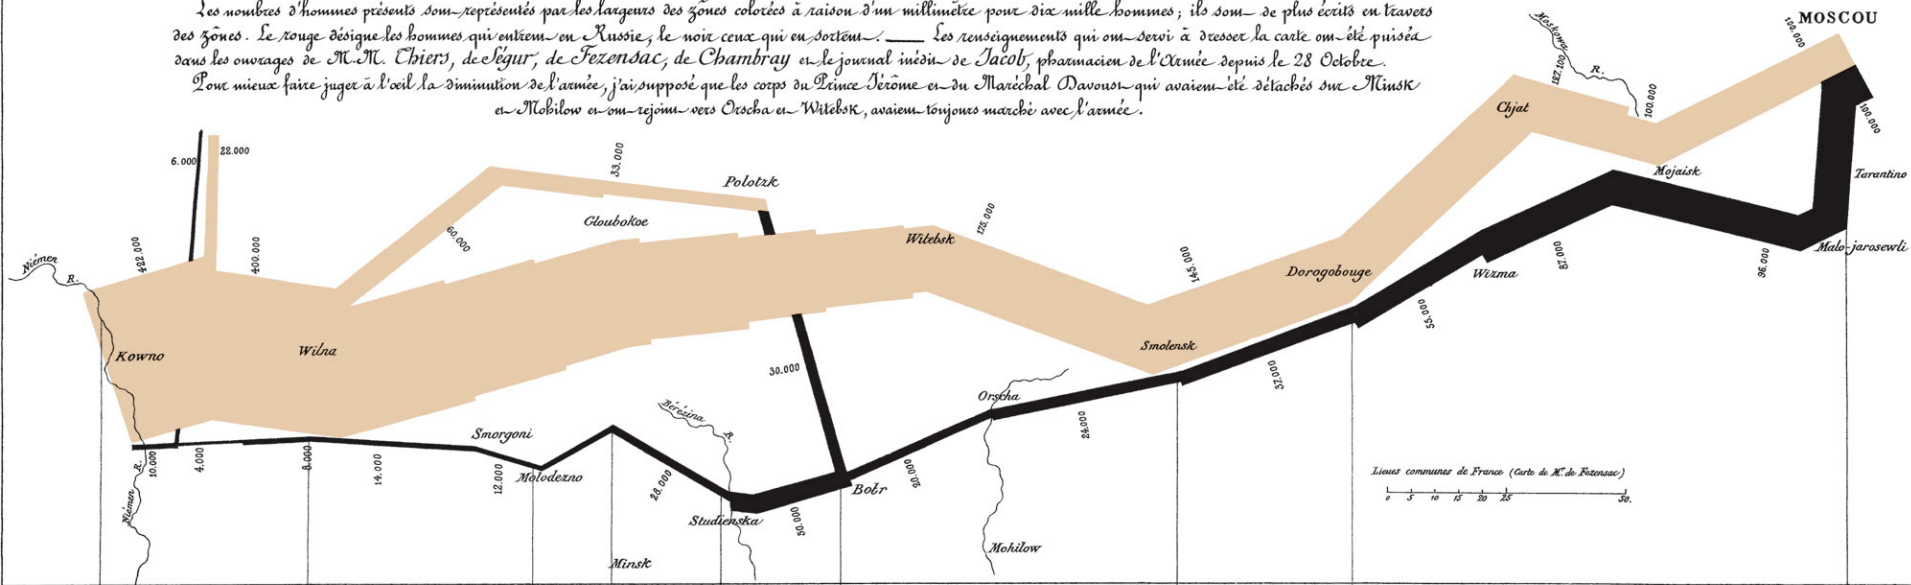 Les nombres d'hommes présents sont représentés par les largeurs des zônes colorées à raison d'un millimètre pour dix mille hommes; ils sont de plus écrits en travers
des zônes. Le rouge désigne les hommes qui entrent en Russie, le noir ceux qui en sortent. — Les renseignements qui ont servi à dresser la carte ont été puisés
dans les ouvrages de M.M. Thiers, de Ségur, de Fezensac, de Chambray et le journal inédit de Jacob, pharmacien de l'Armée depuis le 28 Octobre.
Pour mieux faire juger à l'œil la diminution de l'armée, j'ai supposé que les corps du Prince Jérôme et du Maréchal Davoust qui avaient été détachés sur Minsk
et Mohilow et ont rejoint vers Orscha et Witebsk, avaient toujours marché avec l'armée.
MOSCOU
100.000
Moskowa R.
127.100
100.000
Chjat
Mojaisk
100.000
Tarantino
Malo-jarosewli
6.000
22.000
33.000
Polotzk
Gloubokoe
60.000
Witebsk
175.000
422.000
400.000
Niémen R.
145.000
Dorogobouge
Wizma
87.000
96.000
55.000
Kowno
Wilna
Smolensk
30.000
37.000
Orscha
24.000
Bérézina R.
Smorgoni
Molodezno
10.000
4.000
8.000
14.000
12.000
28.000
Studienska
50.000
Botr
20.000
Niémen R.
Minsk
Mohilow
Lieues communes de France (Carte de M. de Fezensac)
0 5 10 15 20 25 50.